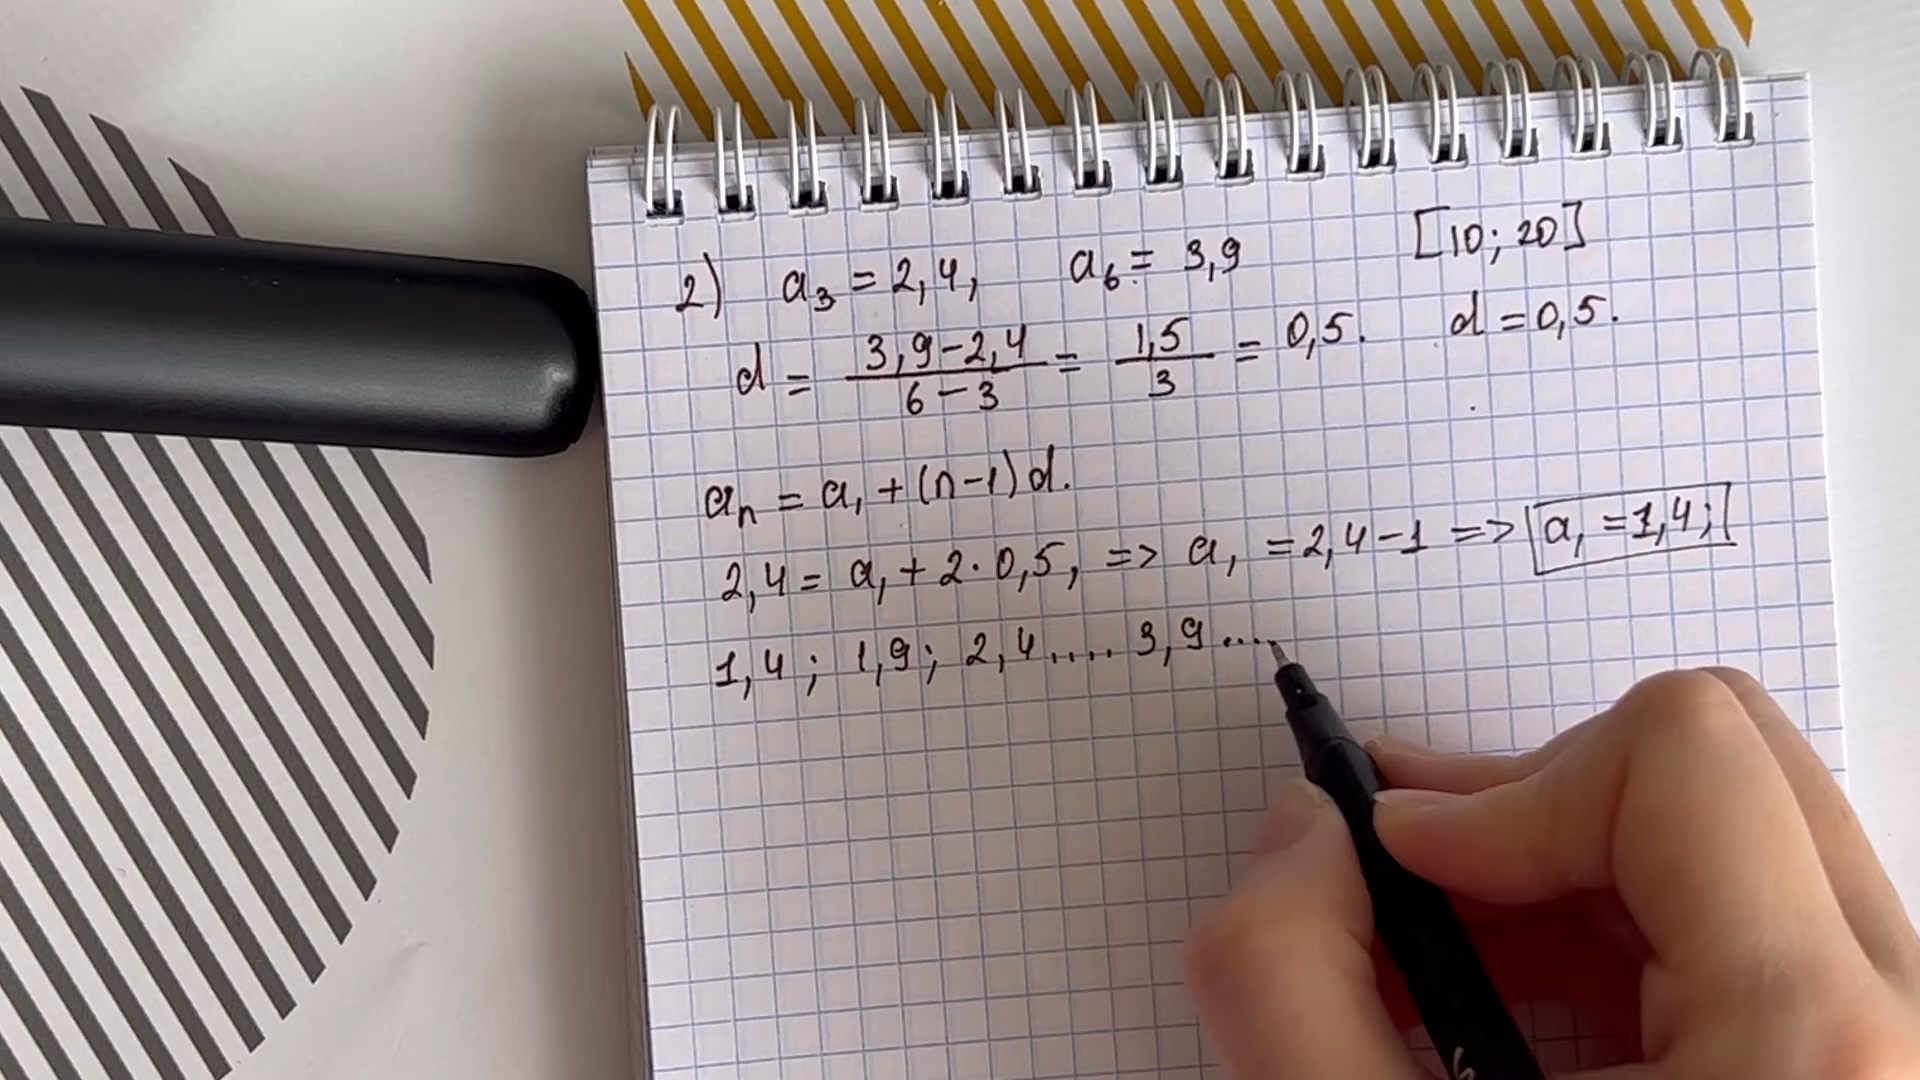 2) a₃ = 2,4, a₆ = 3,9 [10; 20]
d = (3,9-2,4)/(6-3) = 1,5/3 = 0,5. d = 0,5.
aₙ = a₁ + (n-1)d.
2,4 = a₁ + 2·0,5, => a₁ = 2,4-1 => a₁ = 1,4;
1,4; 1,9; 2,4.... 3,9....